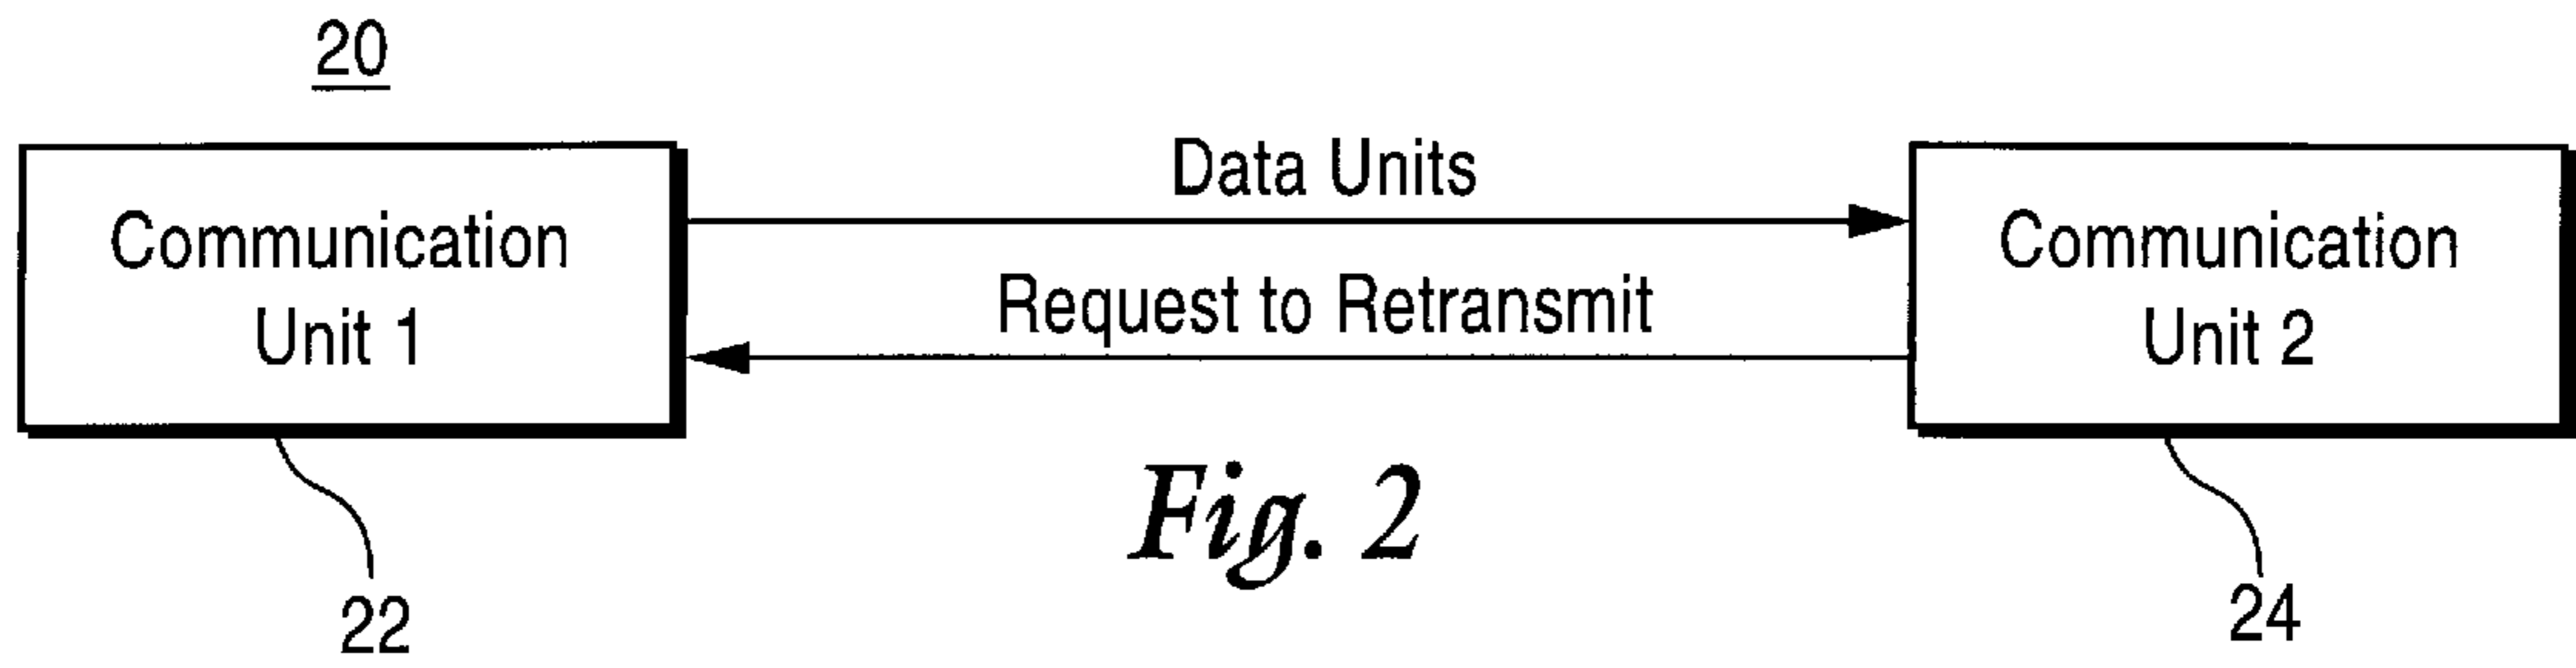 20
Communication
Unit 1
Data Units
Request to Retransmit
Communication
Unit 2
22
Fig. 2
24